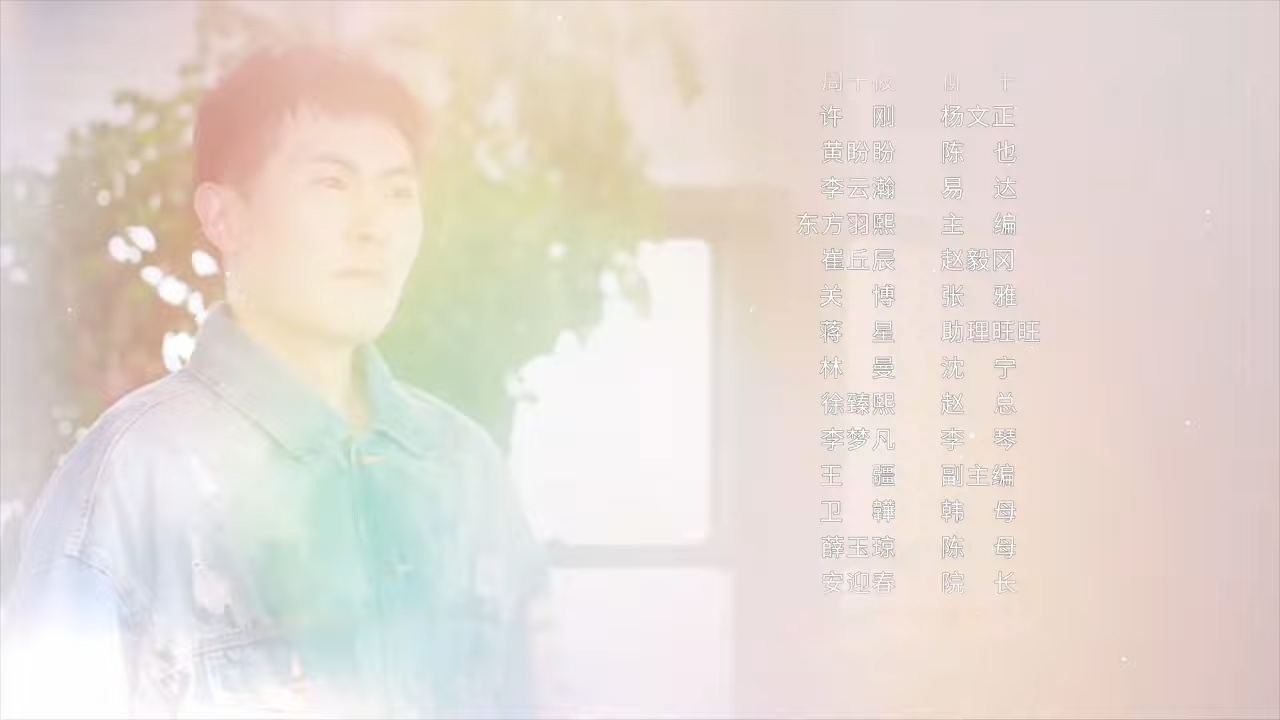 许 刚 杨文正
黄盼盼 陈 也
李云瀚 易 达
东方羽熙 主 编
崔丘辰 赵毅冈
关 博 张 雅
蒋 星 助理旺旺
林 曼 沈 宁
徐臻熙 赵 总
李梦凡 李 琴
王 疆 副主编
卫 韡 韩 母
薛玉琼 陈 母
安迎春 院 长